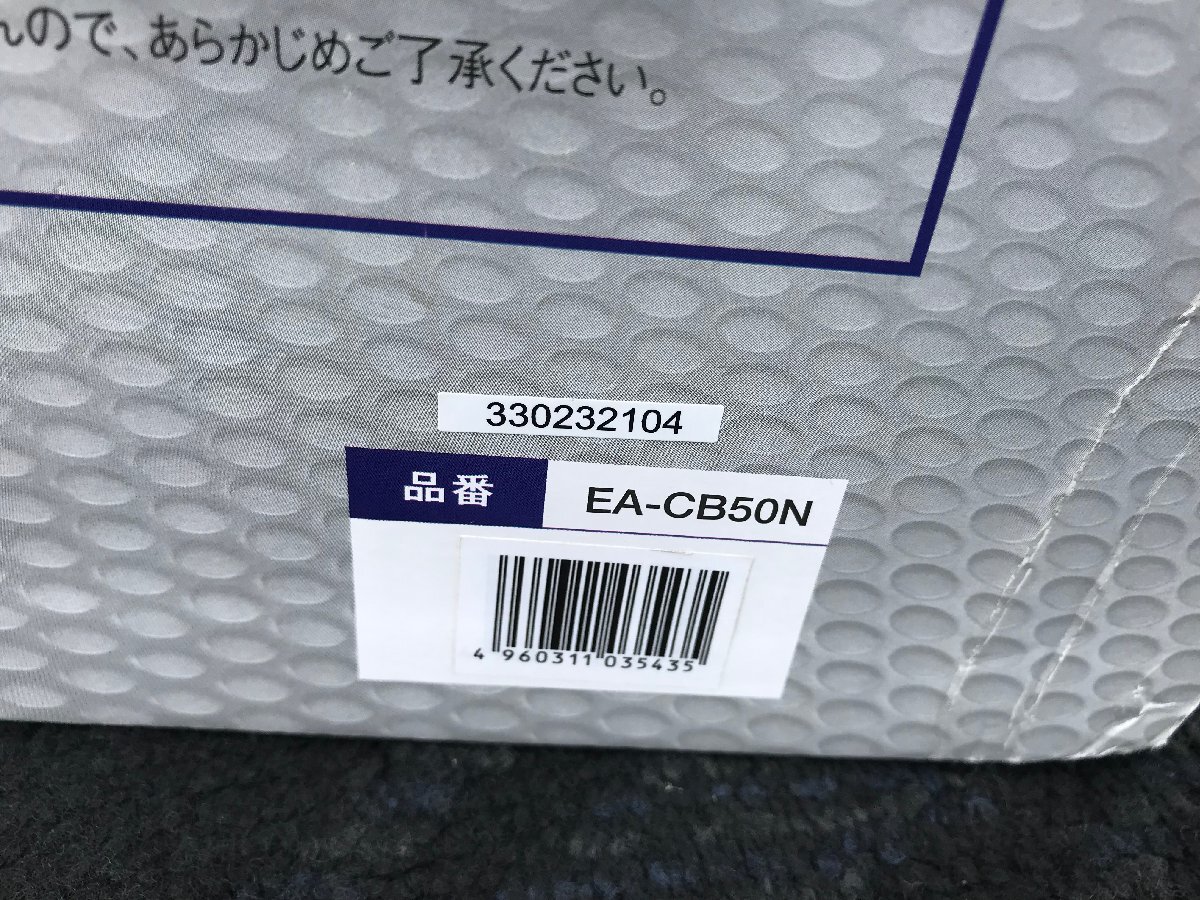 ので、あらかじめご了承ください。
330232104
品番 EA-CB50N
4 960311 035435